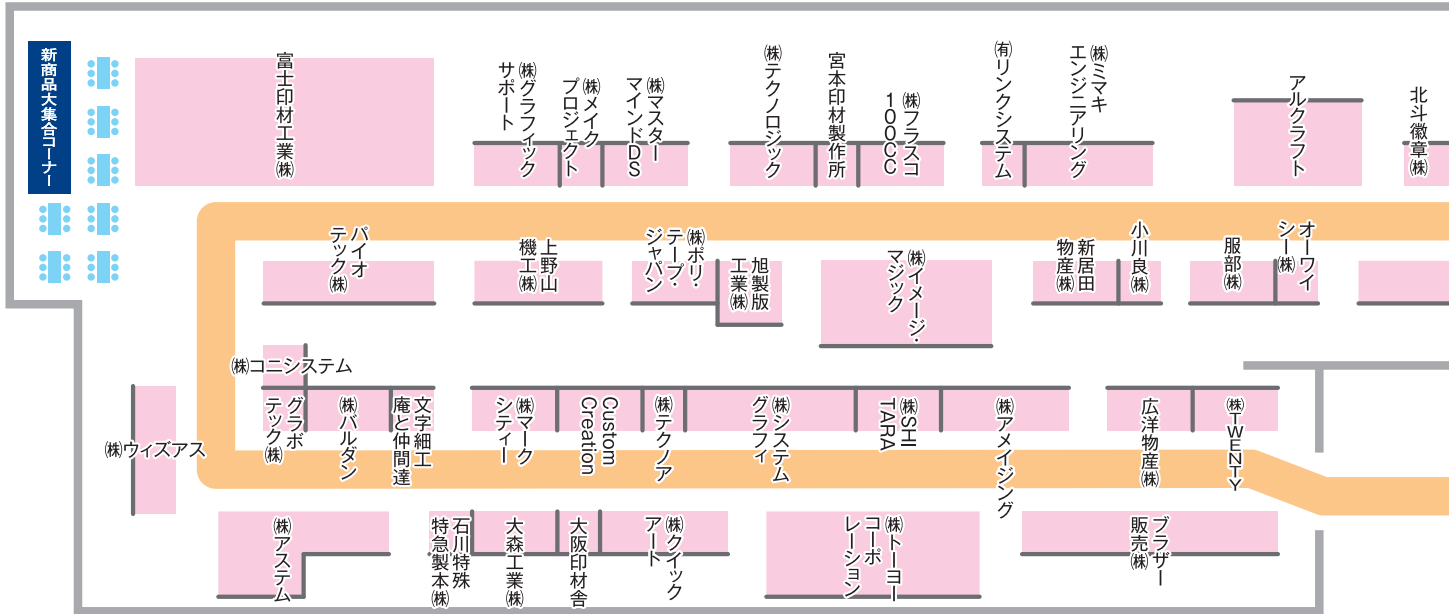 新商品大集合コーナー
富士印材工業㈱
㈱グラフィック
サポート
㈱メイク
プロジェクト
㈱マスター
マインドDS
㈱テクノロジック
宮本印材製作所
㈱フラスコ
100CC
㈲リンクシステム
㈱ミマキ
エンジニアリング
アルクラフト
北斗徽章㈱
パイオ
テック㈱
上野山
機工㈱
㈱ポリ・
テープ・
ジャパン
旭製版
工業㈱
㈱イメージ・
マジック
新居田
物産㈱
小川良㈱
服部㈱
オーワイ
シー㈱
㈱コニシステム
グラボ
テック㈱
㈱バルダン
文字細工
庵と仲間達
㈱マーク
シティー
Custom
Creation
㈱テクノア
㈱システム
グラフィ
㈱SHI
TARA
㈱アメイジング
広洋物産㈱
㈱TWENTY
㈱ウィズアス
㈱アステム
石川特殊
特急製本㈱
大森工業㈱
大阪印材舎
㈱クイック
アート
㈱トーヨー
コーポ
レーション
ブラザー
販売㈱